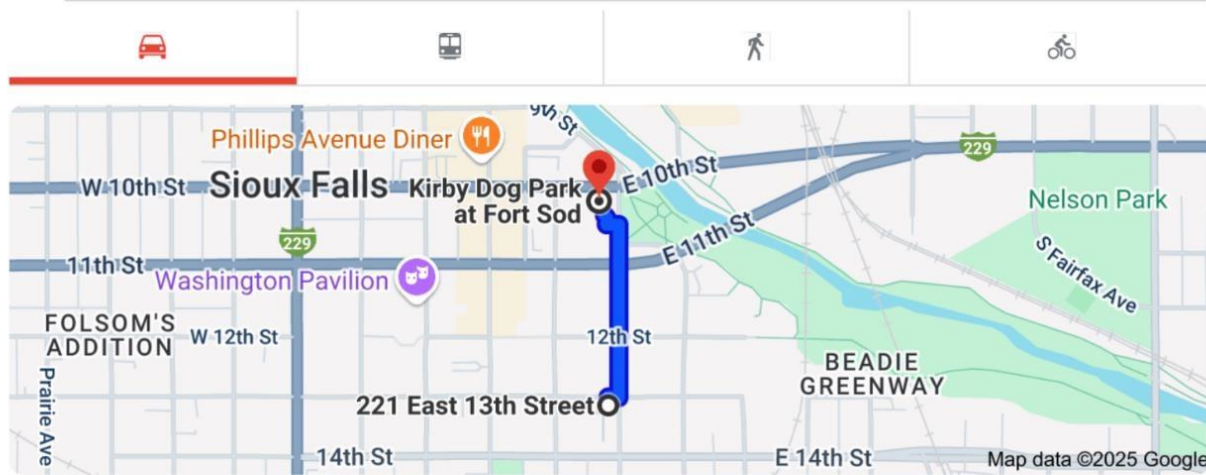 9th St
Phillips Avenue Diner
229
E 10th St
W 10th St
Sioux Falls
Kirby Dog Park
at Fort Sod
Nelson Park
229
E 11th St
11th St
S Fairfax Ave
Washington Pavilion
FOLSOM'S
ADDITION
W 12th St
12th St
BEADIE
GREENWAY
Prairie Ave
221 East 13th Street
14th St
E 14th St
Map data ©2025 Google